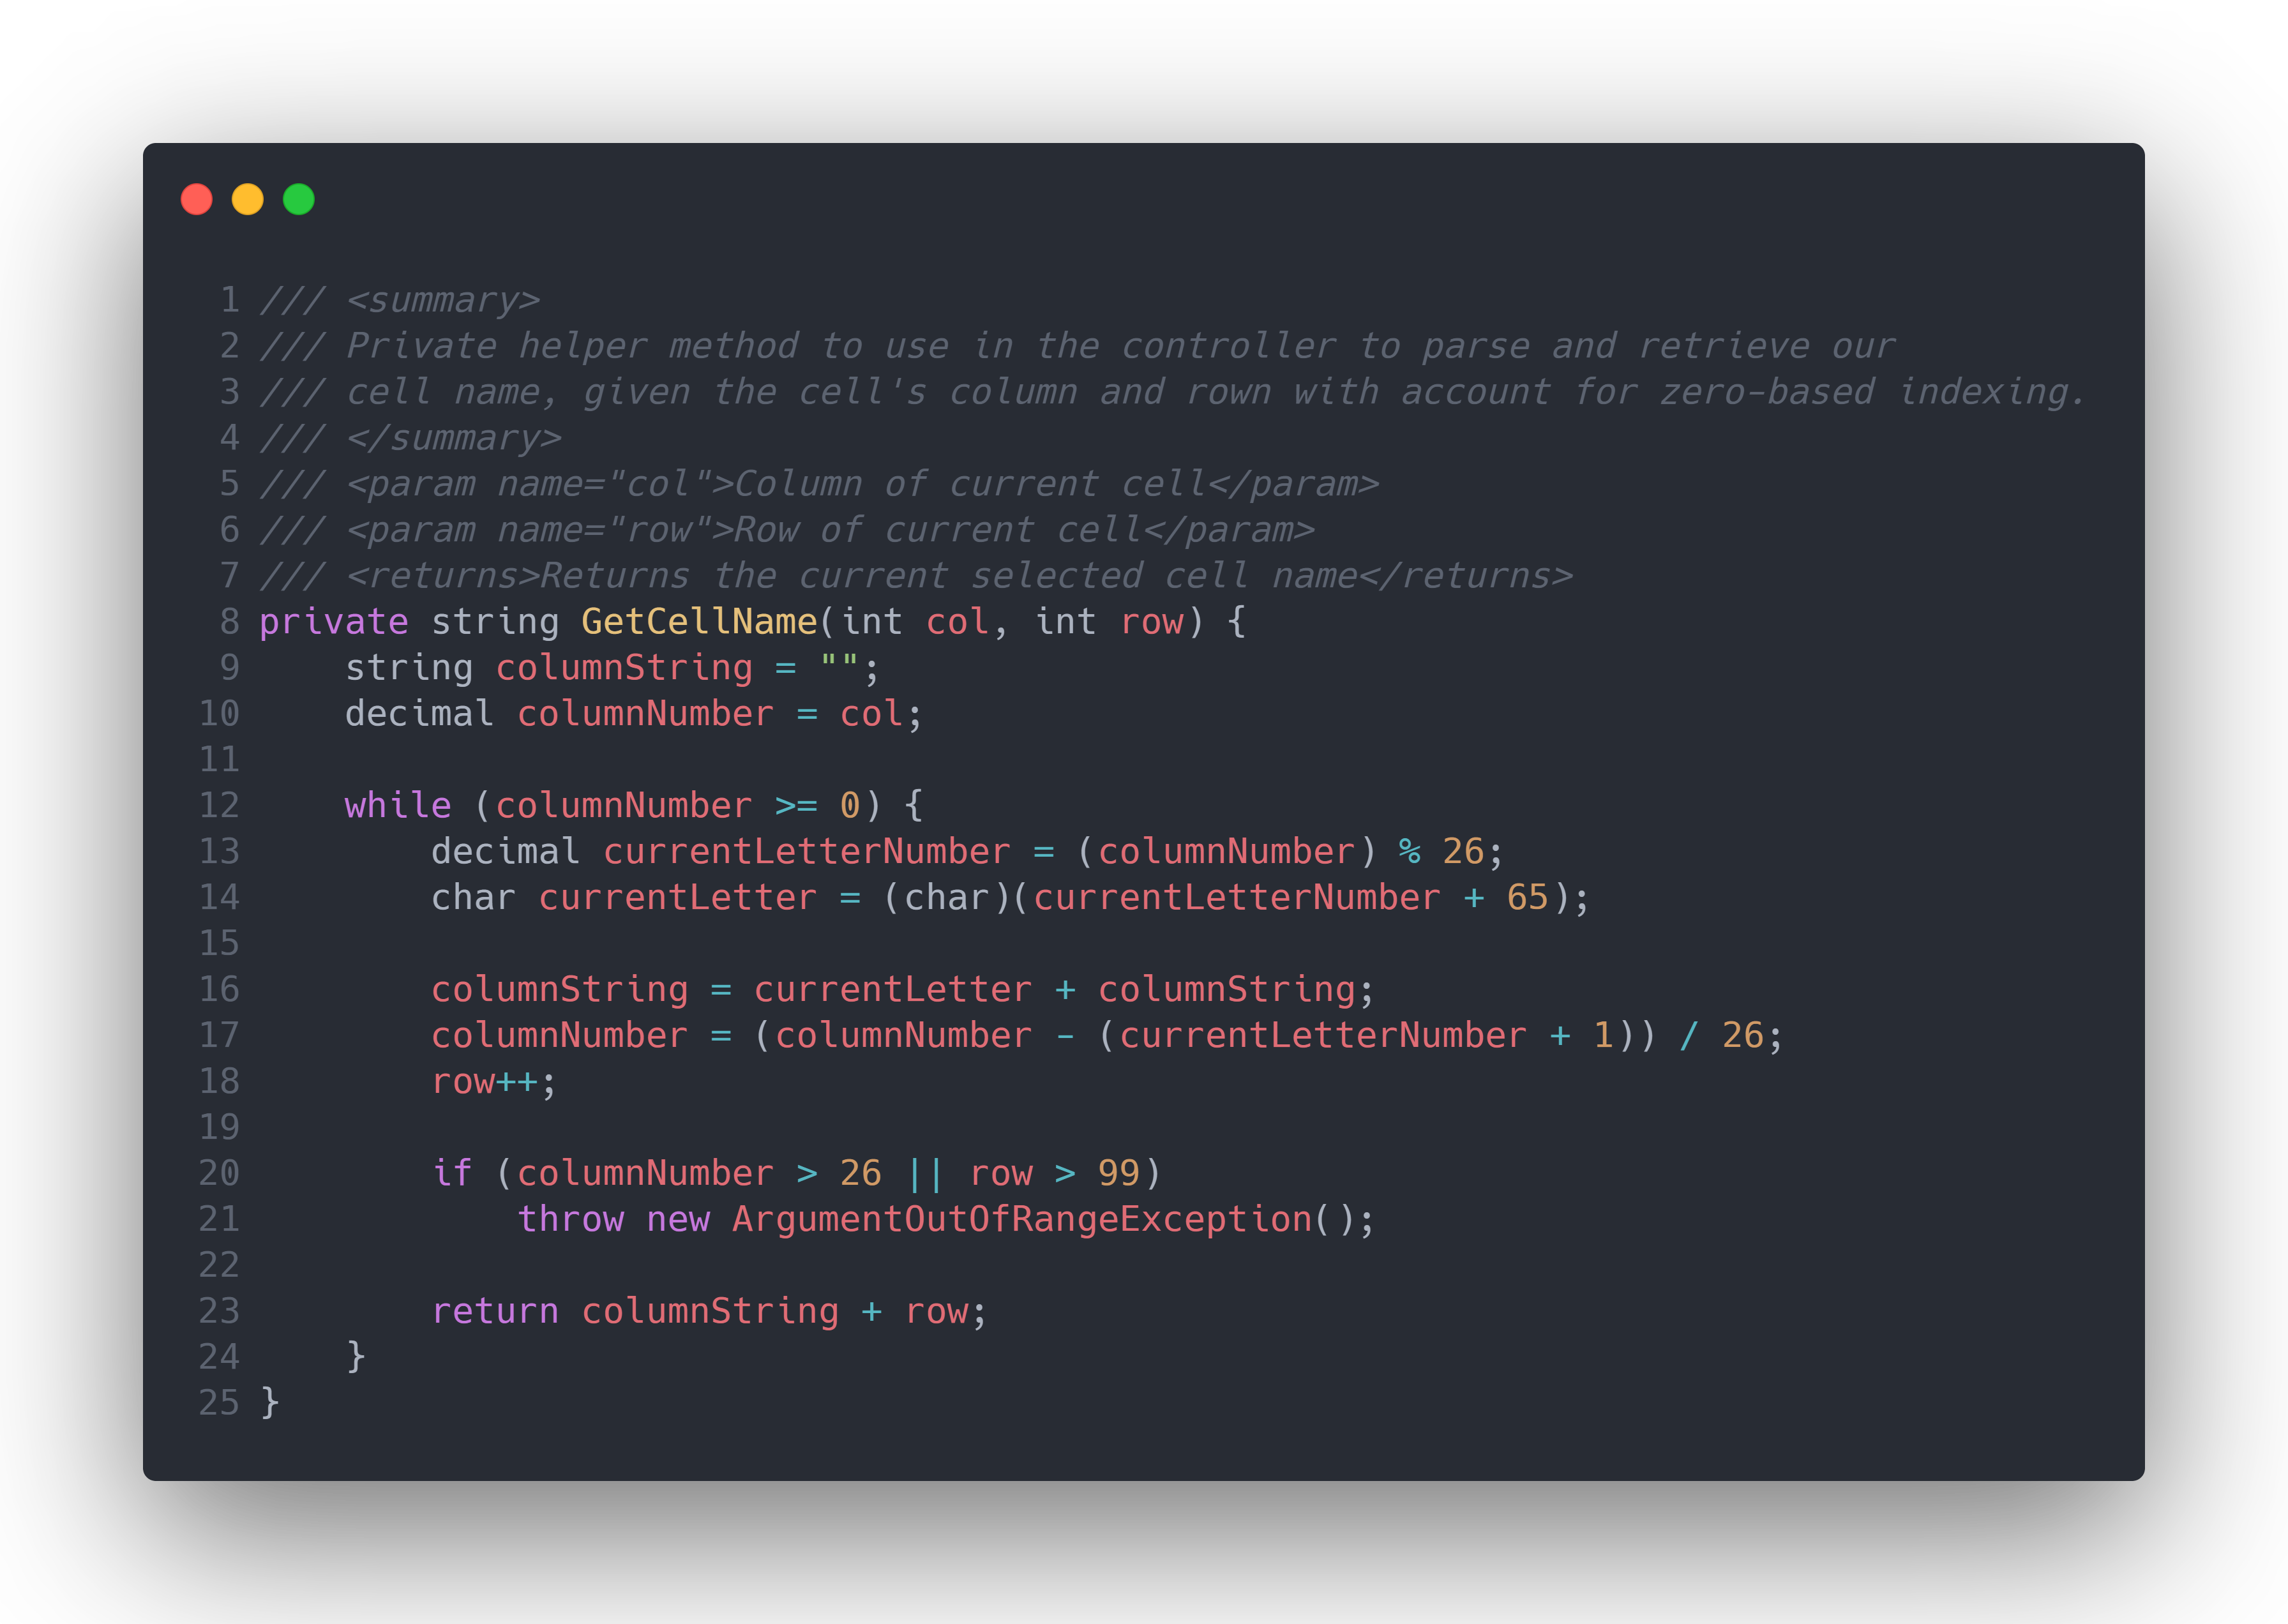 1 /// <summary>
2 /// Private helper method to use in the controller to parse and retrieve our
3 /// cell name, given the cell's column and rown with account for zero-based indexing.
4 /// </summary>
5 /// <param name="col">Column of current cell</param>
6 /// <param name="row">Row of current cell</param>
7 /// <returns>Returns the current selected cell name</returns>
8 private string GetCellName(int col, int row) {
9     string columnString = "";
10     decimal columnNumber = col;
11
12     while (columnNumber >= 0) {
13         decimal currentLetterNumber = (columnNumber) % 26;
14         char currentLetter = (char)(currentLetterNumber + 65);
15
16         columnString = currentLetter + columnString;
17         columnNumber = (columnNumber - (currentLetterNumber + 1)) / 26;
18         row++;
19
20         if (columnNumber > 26 || row > 99)
21             throw new ArgumentOutOfRangeException();
22
23         return columnString + row;
24     }
25 }